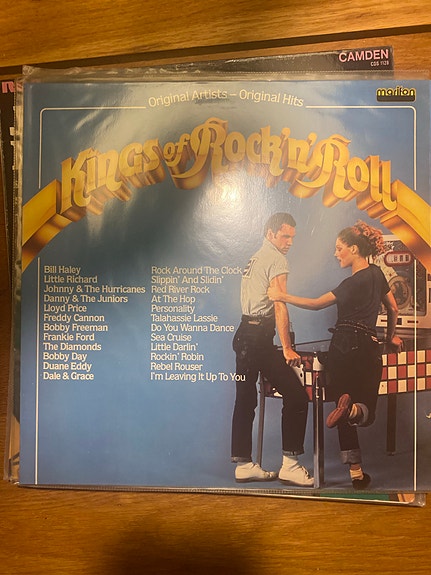 CAMDEN
CDS 1129
Original Artists – Original Hits
marifon
Kings of Rock'n'Roll
Bill Haley Rock Around The Clock
Little Richard Slippin' And Slidin'
Johnny & The Hurricanes Red River Rock
Danny & The Juniors At The Hop
Lloyd Price Personality
Freddy Cannon Talahassie Lassie
Bobby Freeman Do You Wanna Dance
Frankie Ford Sea Cruise
The Diamonds Little Darlin'
Bobby Day Rockin' Robin
Duane Eddy Rebel Rouser
Dale & Grace I'm Leaving It Up To You